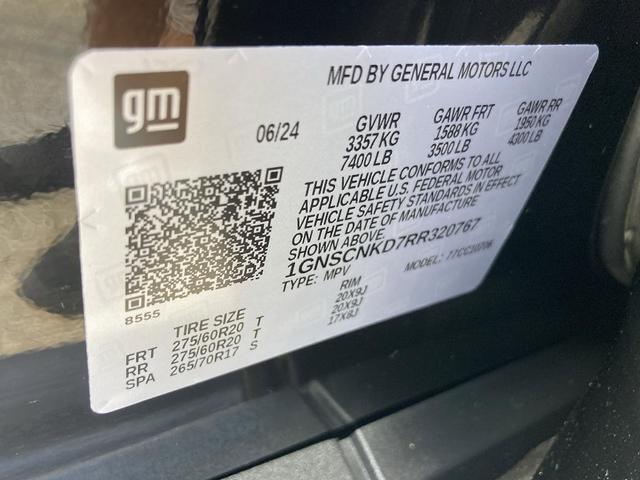 gm
MFD BY GENERAL MOTORS LLC
06/24
GVWR GAWR FRT GAWR RR
3357 KG 1588 KG 1950 KG
7400 LB 3500 LB 4300 LB
THIS VEHICLE CONFORMS TO ALL
APPLICABLE U.S. FEDERAL MOTOR
VEHICLE SAFETY STANDARDS IN EFFECT
ON THE DATE OF MANUFACTURE
SHOWN ABOVE.
1GNSCNKD7RR320767
TYPE: MPV MODEL: TTCC10706
8555
TIRE SIZE RIM
FRT 275/60R20 T 20X9J
RR 275/60R20 T 20X9J
SPA 265/70R17 S 17X8J